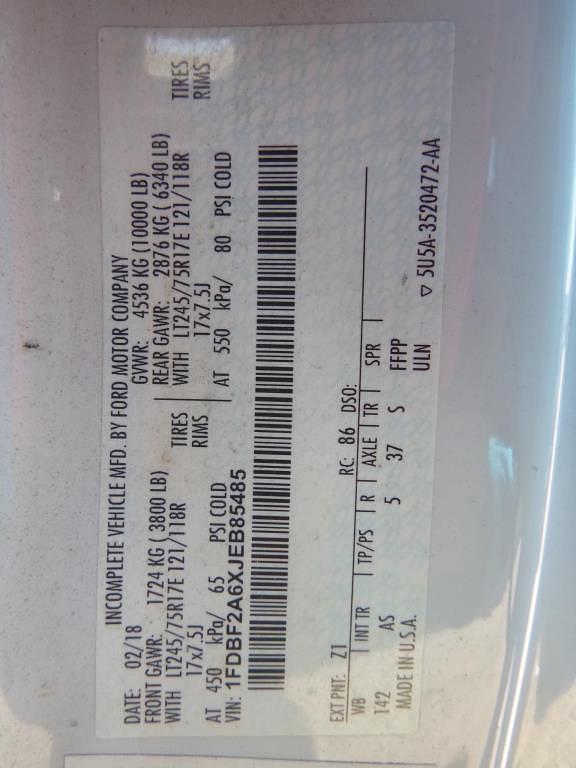 INCOMPLETE VEHICLE MFD. BY FORD MOTOR COMPANY
DATE: 02/18 GVWR: 4536 KG (10000 LB)
FRONT GAWR: 1724 KG ( 3800 LB) REAR GAWR: 2876 KG ( 6340 LB)
WITH LT245/75R17E 121/118R TIRES WITH LT245/75R17E 121/118R TIRES
17x7.5J RIMS 17x7.5J RIMS
AT 450 kPa/ 65 PSI COLD AT 550 kPa/ 80 PSI COLD
VIN: 1FDBF2A6XJEB85485
EXT PNT: Z1 RC: 86 DSO:
WB INT TR TP/PS R AXLE TR SPR
142 AS 5 37 S FFPP
MADE IN U.S.A. ULN
▽ 5U5A-3520472-AA